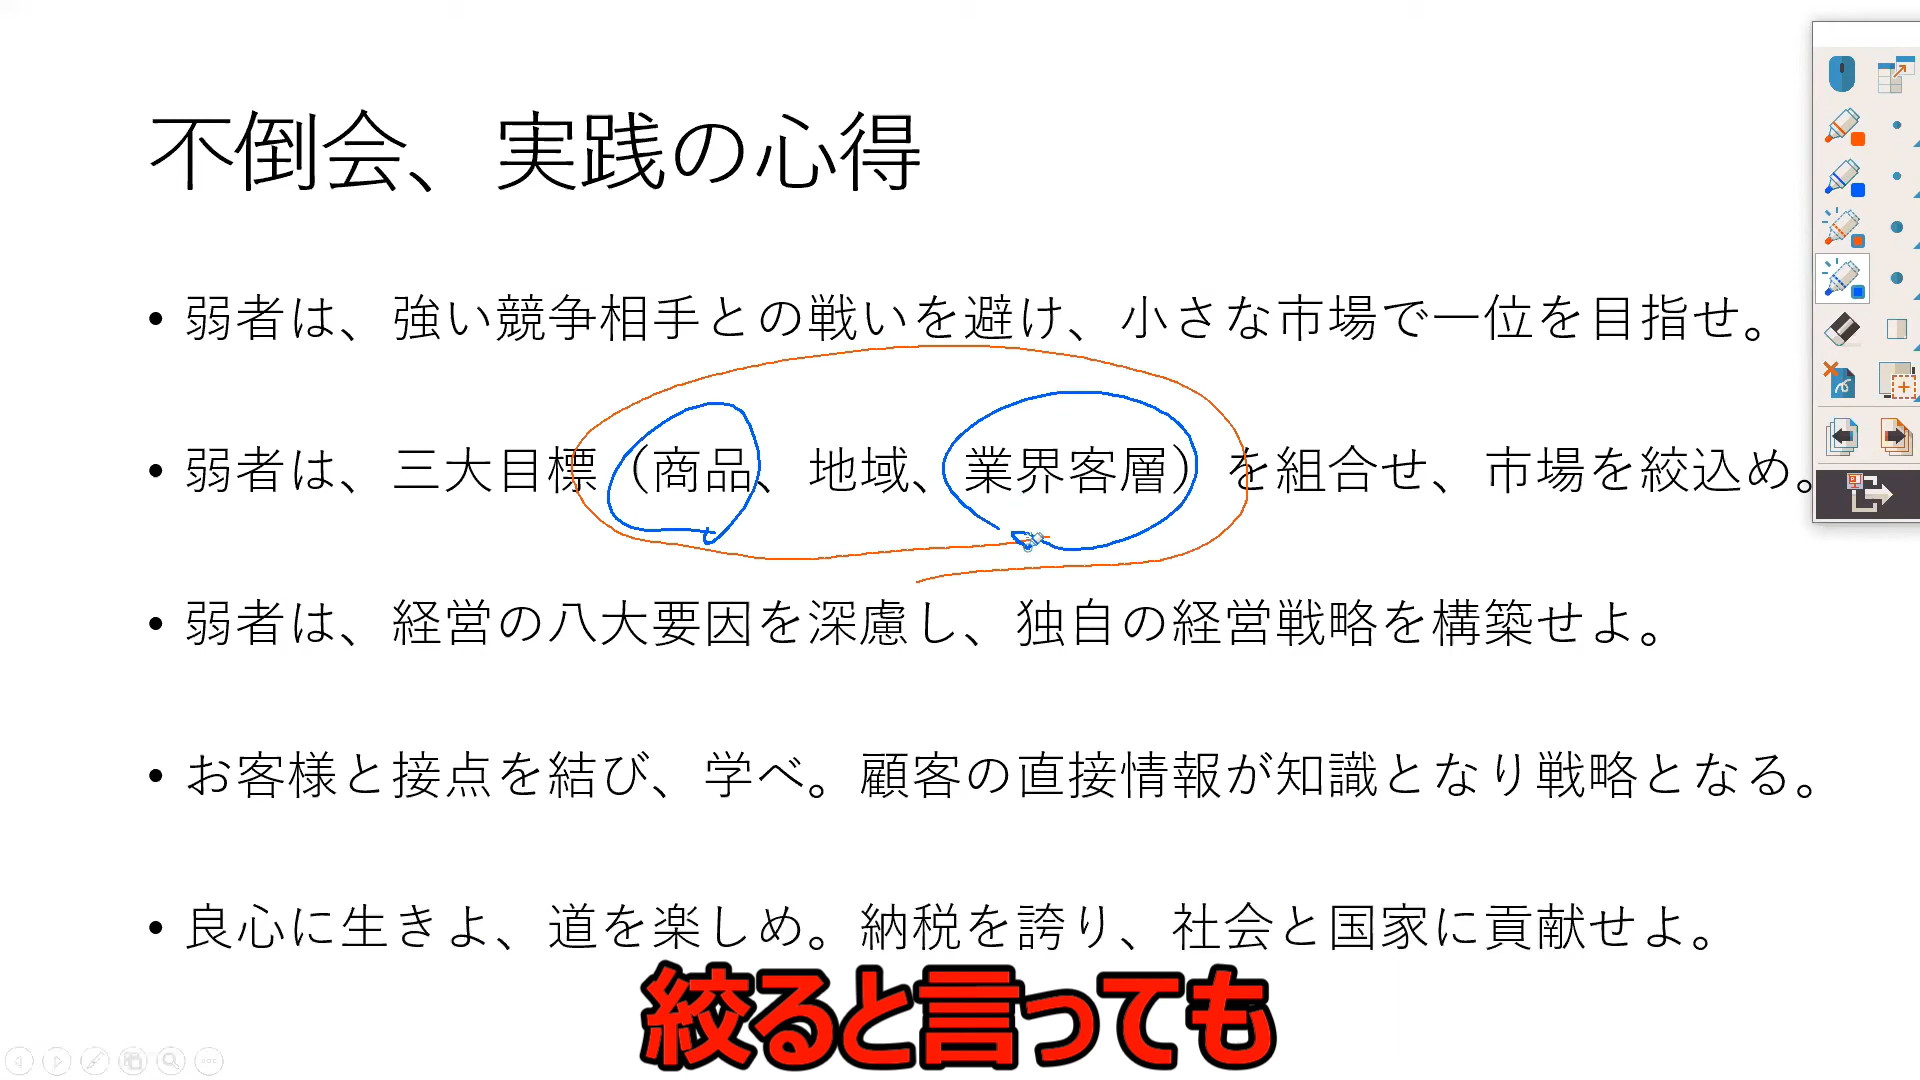 不倒会、実践の心得
• 弱者は、強い競争相手との戦いを避け、小さな市場で一位を目指せ。
• 弱者は、三大目標（商品、地域、業界客層）を組合せ、市場を絞込め。
• 弱者は、経営の八大要因を深慮し、独自の経営戦略を構築せよ。
• お客様と接点を結び、学べ。顧客の直接情報が知識となり戦略となる。
• 良心に生きよ、道を楽しめ。納税を誇り、社会と国家に貢献せよ。
絞ると言っても